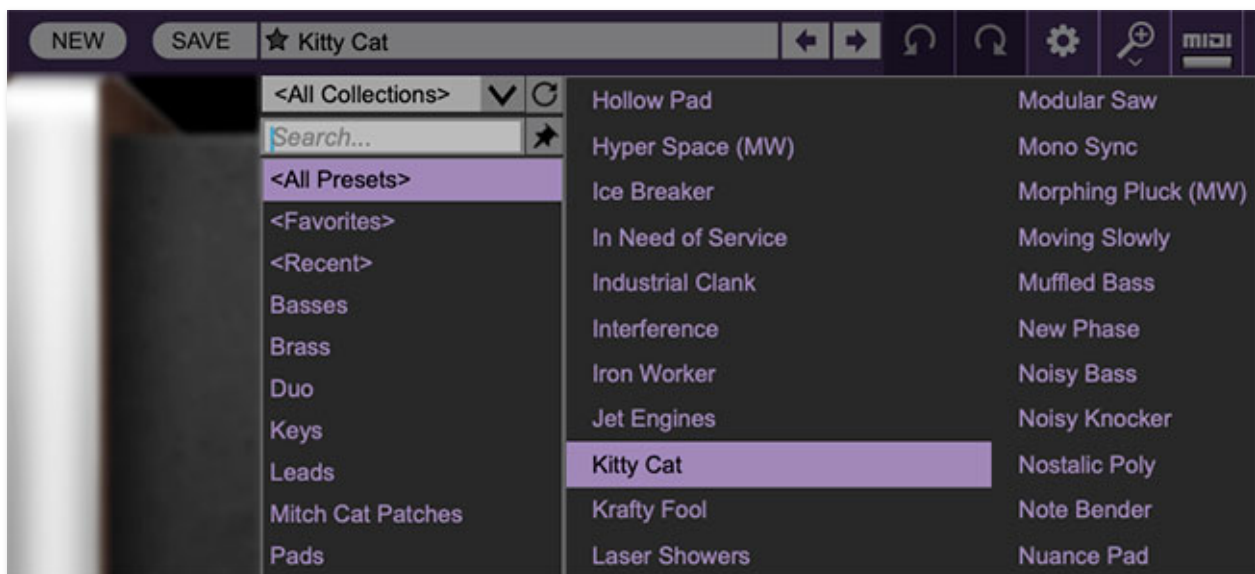 NEW
SAVE
Kitty Cat
MIDI
<All Collections>
Search...
<All Presets>
<Favorites>
<Recent>
Basses
Brass
Duo
Keys
Leads
Mitch Cat Patches
Pads
Hollow Pad
Hyper Space (MW)
Ice Breaker
In Need of Service
Industrial Clank
Interference
Iron Worker
Jet Engines
Kitty Cat
Krafty Fool
Laser Showers
Modular Saw
Mono Sync
Morphing Pluck (MW)
Moving Slowly
Muffled Bass
New Phase
Noisy Bass
Noisy Knocker
Nostalic Poly
Note Bender
Nuance Pad